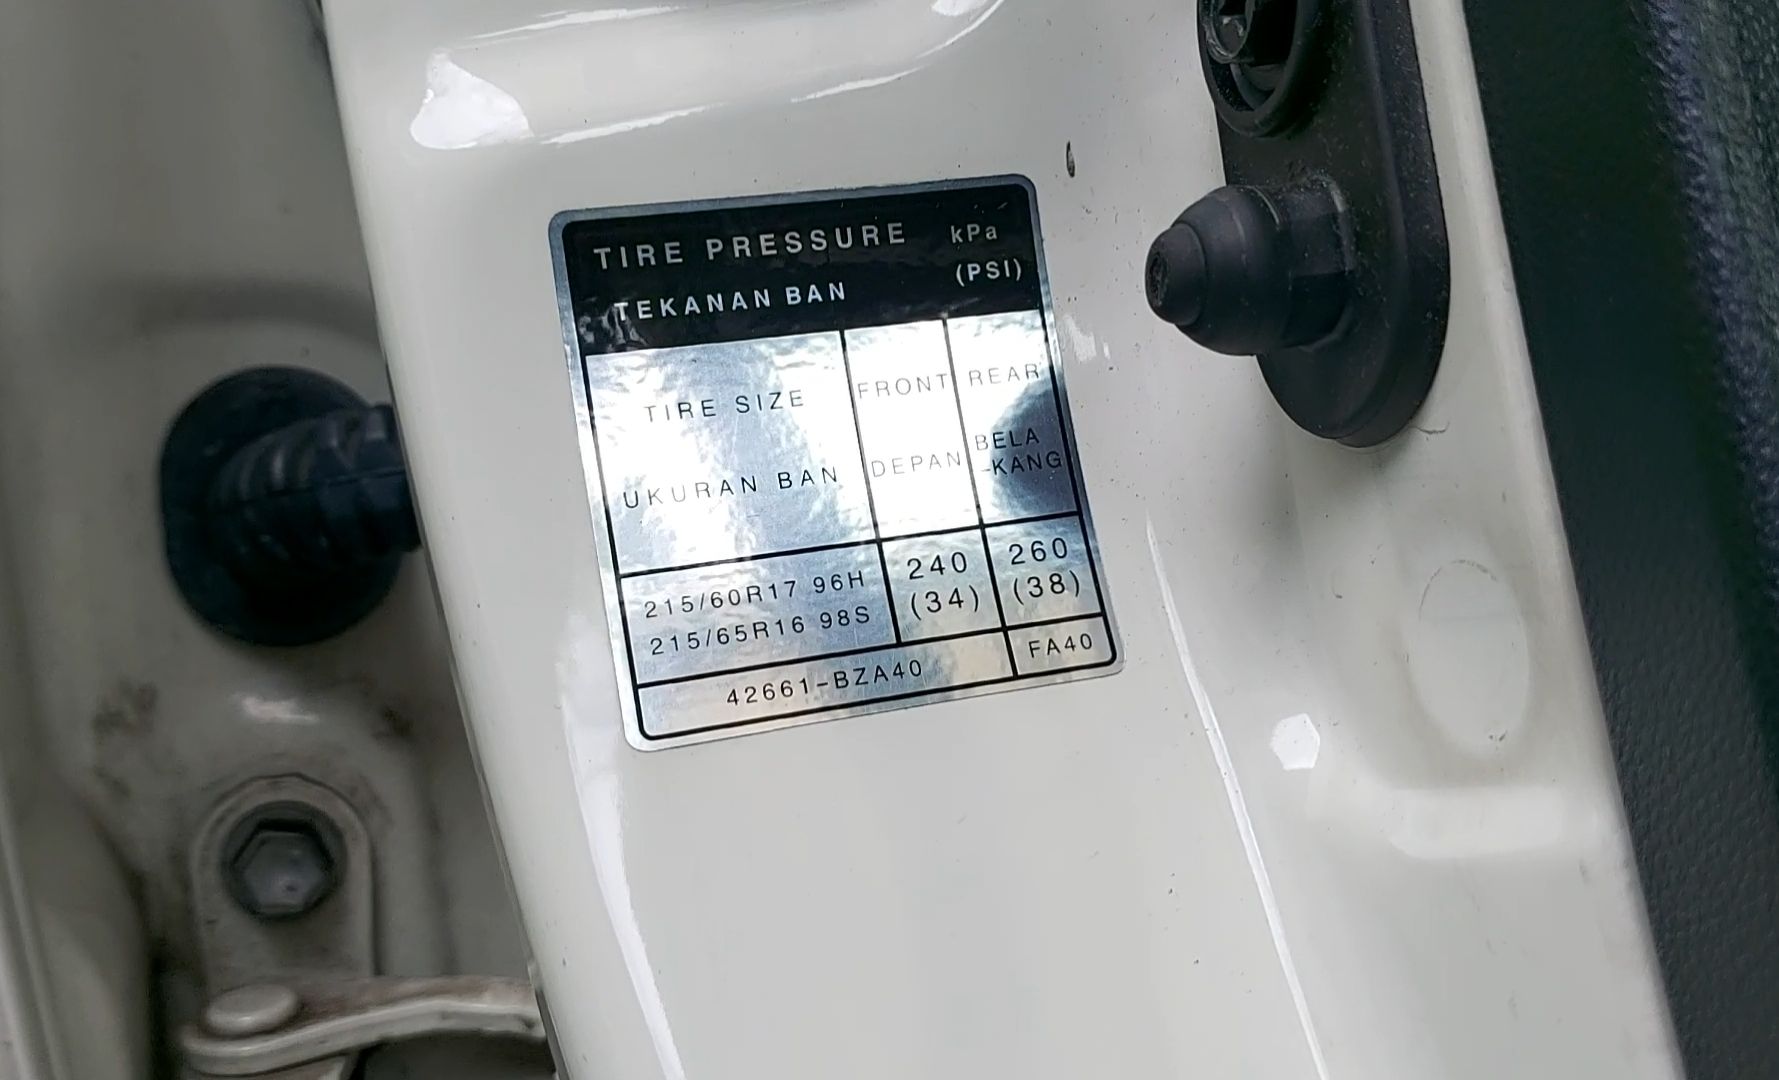 TIRE PRESSURE kPa
TEKANAN BAN (PSI)
TIRE SIZE FRONT REAR
UKURAN BAN DEPAN BELA
-KANG
215/60R17 96H 240 260
215/65R16 98S (34) (38)
42661-BZA40 FA40